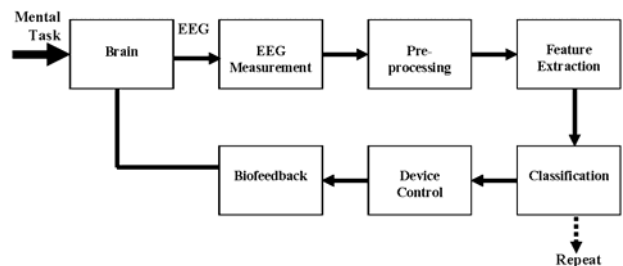 Mental
Task
Brain
EEG
EEG
Measurement
Pre-
processing
Feature
Extraction
Biofeedback
Device
Control
Classification
Repeat